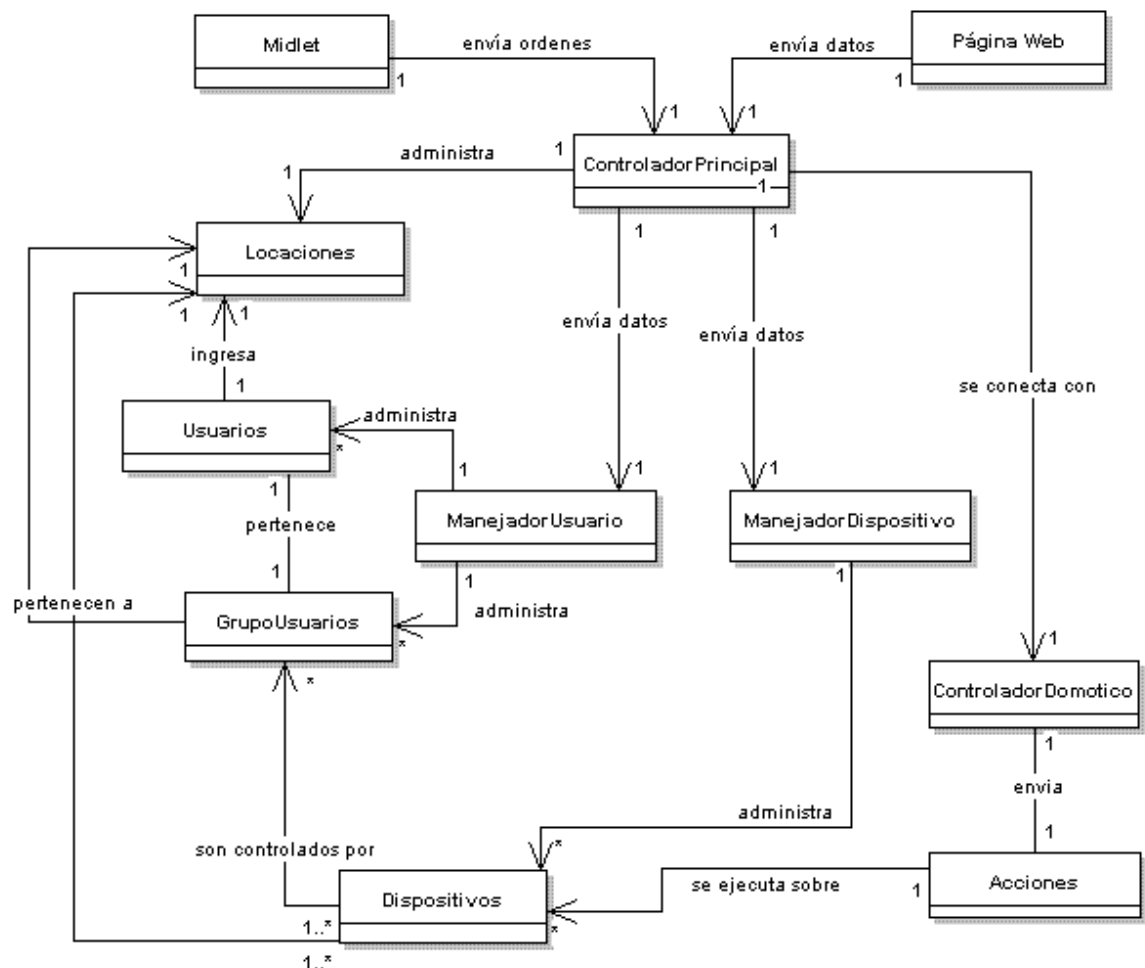 Midlet
envía ordenes
envía datos
Página Web
1
1
1
1
administra
1
ControladorPrincipal
1
1
1
1
Locaciones
1
1
1
envía datos
envía datos
ingresa
se conecta con
1
Usuarios
administra
*
1
1
1
1
pertenece
ManejadorUsuario
ManejadorDispositivo
1
1
1
pertenecen a
GrupoUsuarios
administra
*
1
*
ControladorDomotico
1
envia
administra
1
son controlados por
*
Dispositivos
se ejecuta sobre
1
Acciones
1..*
*
1..*